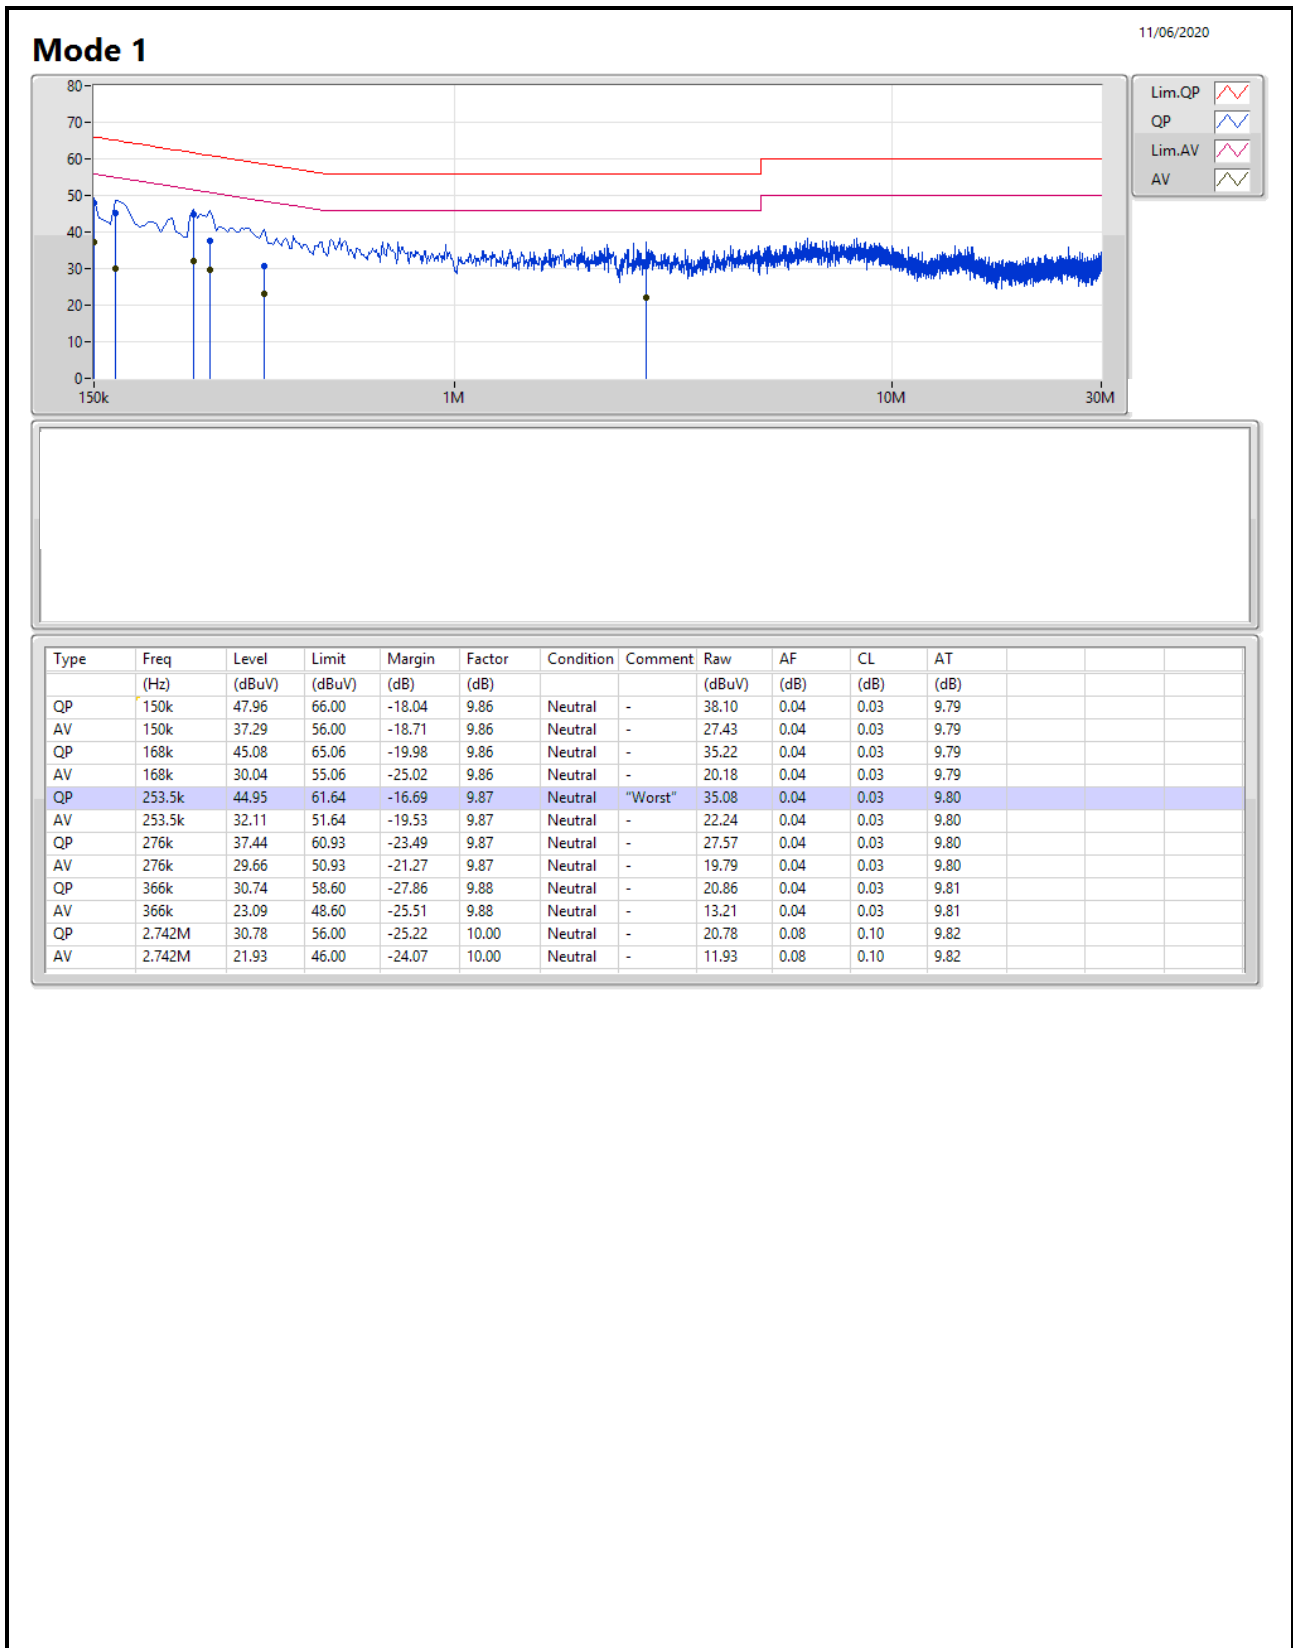 11/06/2020
Mode 1
80
70
60
50
40
30
20
10
0
150k 1M 10M 30M
Lim.QP
QP
Lim.AV
AV
Type Freq Level Limit Margin Factor Condition Comment Raw AF CL AT
(Hz) (dBuV) (dBuV) (dB) (dB) (dBuV) (dB) (dB) (dB)
QP 150k 47.96 66.00 -18.04 9.86 Neutral - 38.10 0.04 0.03 9.79
AV 150k 37.29 56.00 -18.71 9.86 Neutral - 27.43 0.04 0.03 9.79
QP 168k 45.08 65.06 -19.98 9.86 Neutral - 35.22 0.04 0.03 9.79
AV 168k 30.04 55.06 -25.02 9.86 Neutral - 20.18 0.04 0.03 9.79
QP 253.5k 44.95 61.64 -16.69 9.87 Neutral "Worst" 35.08 0.04 0.03 9.80
AV 253.5k 32.11 51.64 -19.53 9.87 Neutral - 22.24 0.04 0.03 9.80
QP 276k 37.44 60.93 -23.49 9.87 Neutral - 27.57 0.04 0.03 9.80
AV 276k 29.66 50.93 -21.27 9.87 Neutral - 19.79 0.04 0.03 9.80
QP 366k 30.74 58.60 -27.86 9.88 Neutral - 20.86 0.04 0.03 9.81
AV 366k 23.09 48.60 -25.51 9.88 Neutral - 13.21 0.04 0.03 9.81
QP 2.742M 30.78 56.00 -25.22 10.00 Neutral - 20.78 0.08 0.10 9.82
AV 2.742M 21.93 46.00 -24.07 10.00 Neutral - 11.93 0.08 0.10 9.82